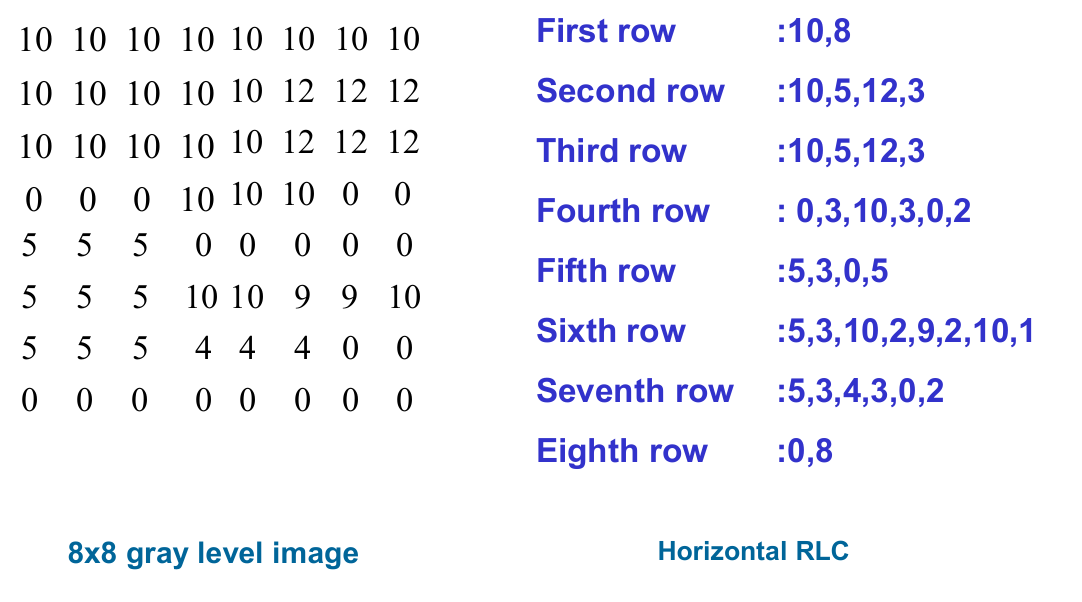 10 10 10 10 10 10 10 10
10 10 10 10 10 12 12 12
10 10 10 10 10 12 12 12
0 0 0 10 10 10 0 0
5 5 5 0 0 0 0 0
5 5 5 10 10 9 9 10
5 5 5 4 4 4 0 0
0 0 0 0 0 0 0 0
8x8 gray level image
First row :10,8
Second row :10,5,12,3
Third row :10,5,12,3
Fourth row : 0,3,10,3,0,2
Fifth row :5,3,0,5
Sixth row :5,3,10,2,9,2,10,1
Seventh row :5,3,4,3,0,2
Eighth row :0,8
Horizontal RLC